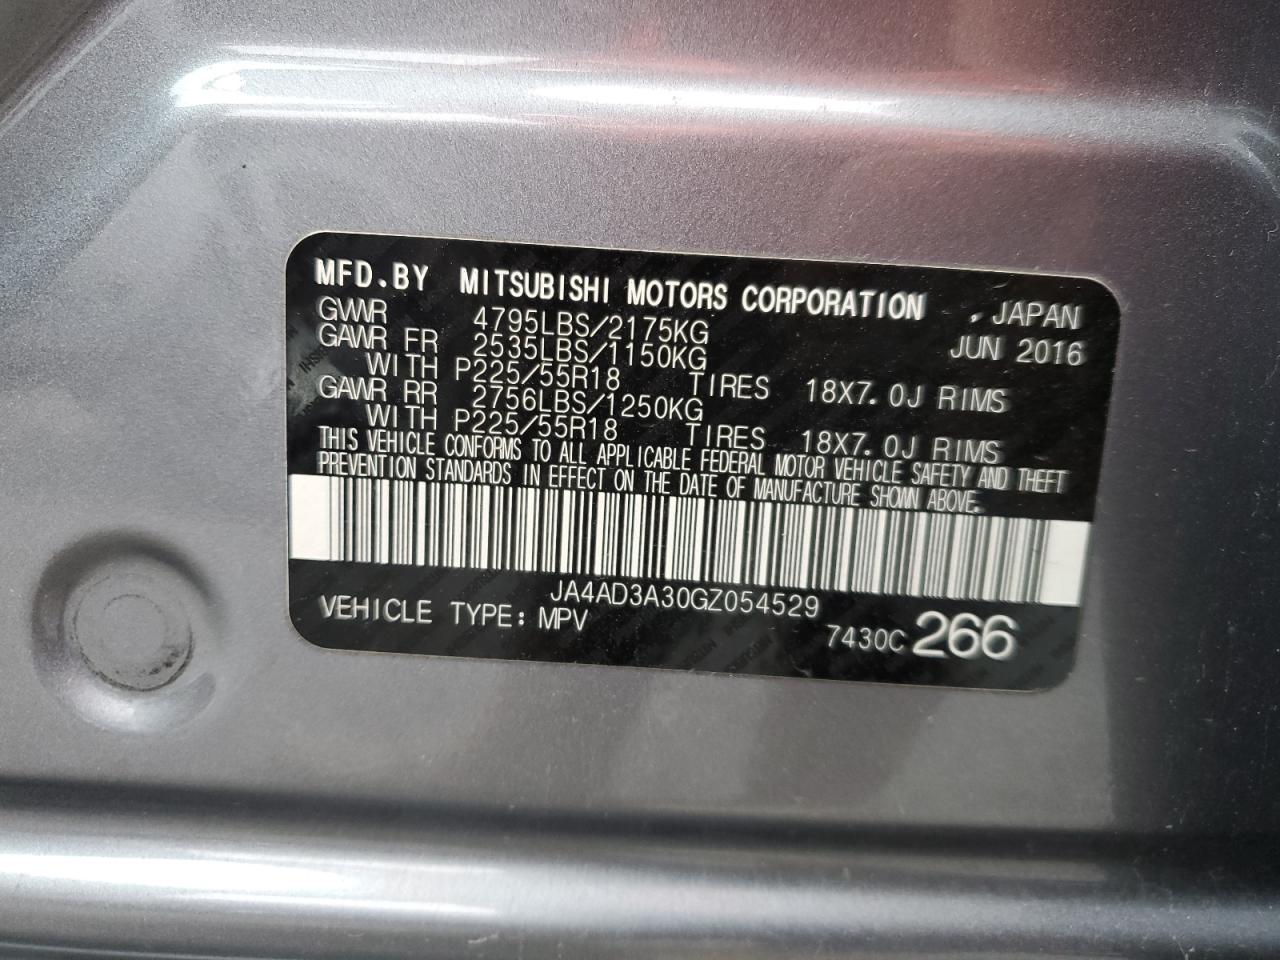 MFD.BY MITSUBISHI MOTORS CORPORATION , JAPAN
GVWR 4795LBS/2175KG JUN 2016
GAWR FR 2535LBS/1150KG
WITH P225/55R18 TIRES 18X7.0J RIMS
GAWR RR 2756LBS/1250KG
WITH P225/55R18 TIRES 18X7.0J RIMS
THIS VEHICLE CONFORMS TO ALL APPLICABLE FEDERAL MOTOR VEHICLE SAFETY AND THEFT
PREVENTION STANDARDS IN EFFECT ON THE DATE OF MANUFACTURE SHOWN ABOVE.
JA4AD3A30GZ054529
VEHICLE TYPE: MPV 7430C 266